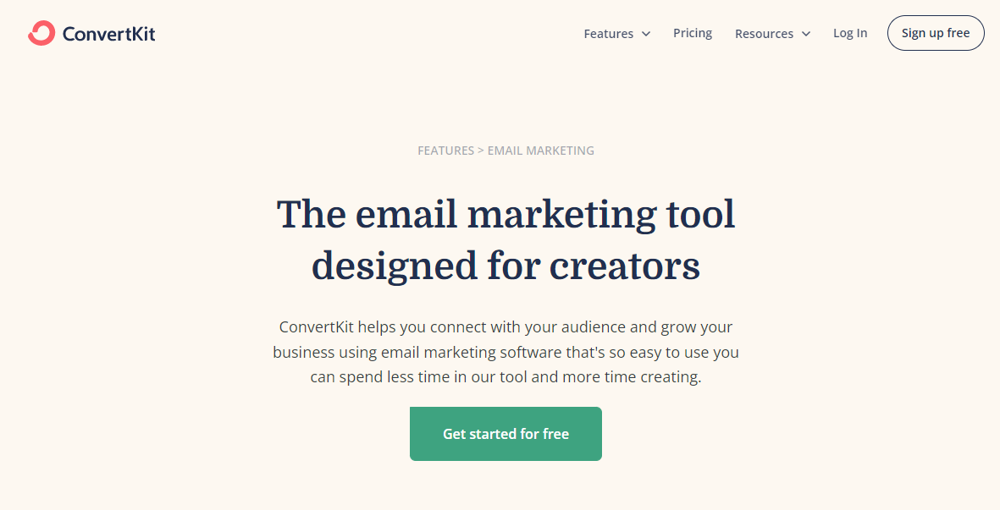 ConvertKit
Features
Pricing
Resources
Log In
Sign up free
FEATURES > EMAIL MARKETING
The email marketing tool
designed for creators
ConvertKit helps you connect with your audience and grow your
business using email marketing software that's so easy to use you
can spend less time in our tool and more time creating.
Get started for free